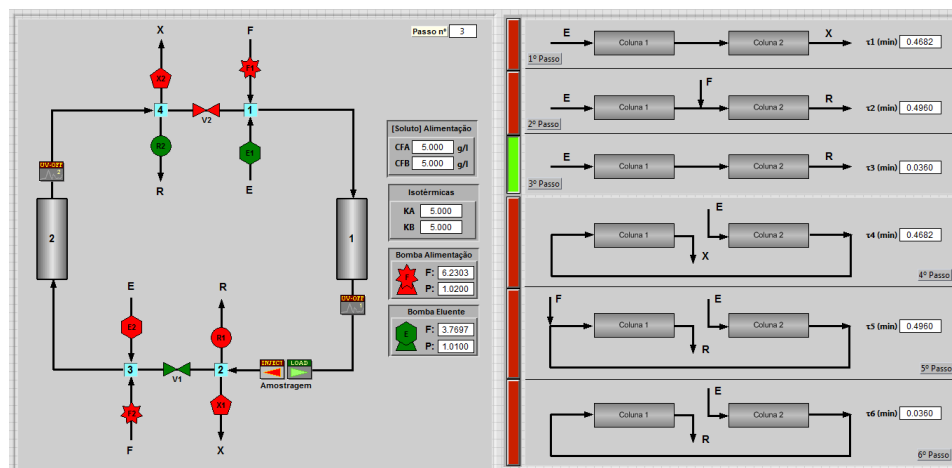 Passo nº 3
X
F
X2
F1
4
V2
1
R2
E1
R
E
UV-OFF
2
1
UV-OFF
E
R
E2
R1
3
V1
2
INJECT LOAD
Amostragem
F2
X1
F
X
[Soluto] Alimentação
CFA 5.000 g/l
CFB 5.000 g/l
Isotérmicas
KA 5.000
KB 5.000
Bomba Alimentação
F
F: 6.2303
P: 1.0200
Bomba Eluente
E
F: 3.7697
P: 1.0100
E Coluna 1 Coluna 2 X τ1 (min) 0.4682
1º Passo
F
E Coluna 1 Coluna 2 R τ2 (min) 0.4960
2º Passo
E Coluna 1 Coluna 2 R τ3 (min) 0.0360
3º Passo
E
Coluna 1 Coluna 2 τ4 (min) 0.4682
X
4º Passo
F E
Coluna 1 Coluna 2 τ5 (min) 0.4960
R
5º Passo
E
Coluna 1 Coluna 2 τ6 (min) 0.0360
R
6º Passo